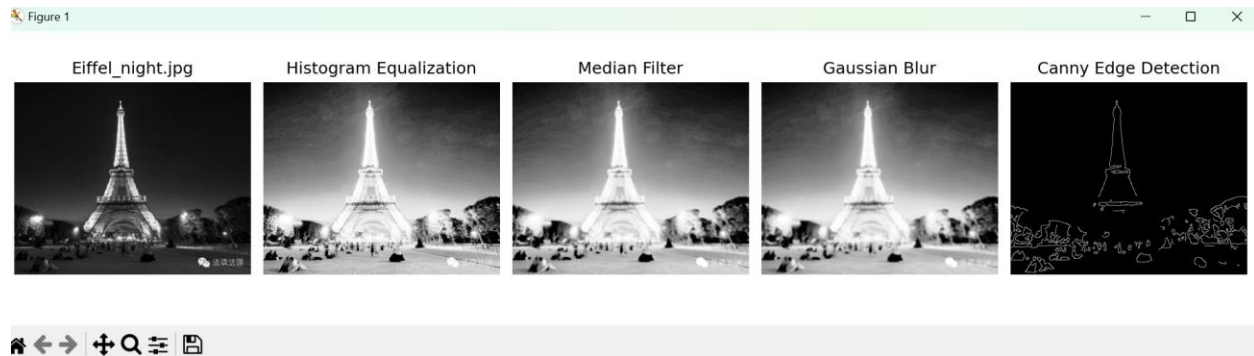 Figure 1
Eiffel_night.jpg
Histogram Equalization
Median Filter
Gaussian Blur
Canny Edge Detection